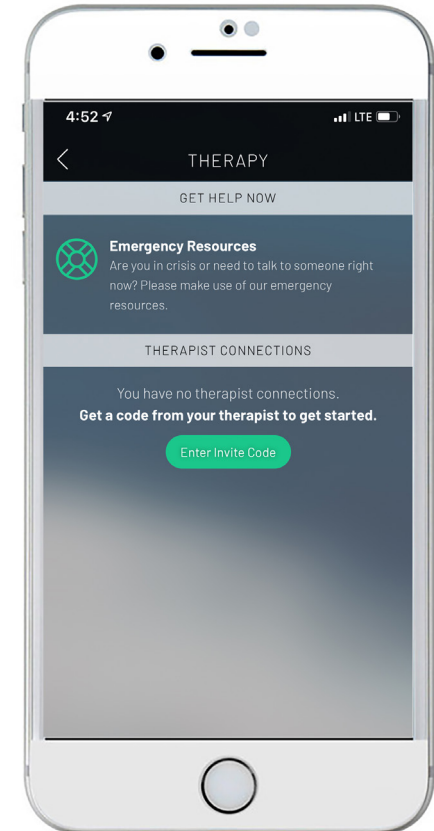 4:52
LTE
THERAPY
GET HELP NOW
Emergency Resources
Are you in crisis or need to talk to someone right
now? Please make use of our emergency
resources.
THERAPIST CONNECTIONS
You have no therapist connections.
Get a code from your therapist to get started.
Enter Invite Code